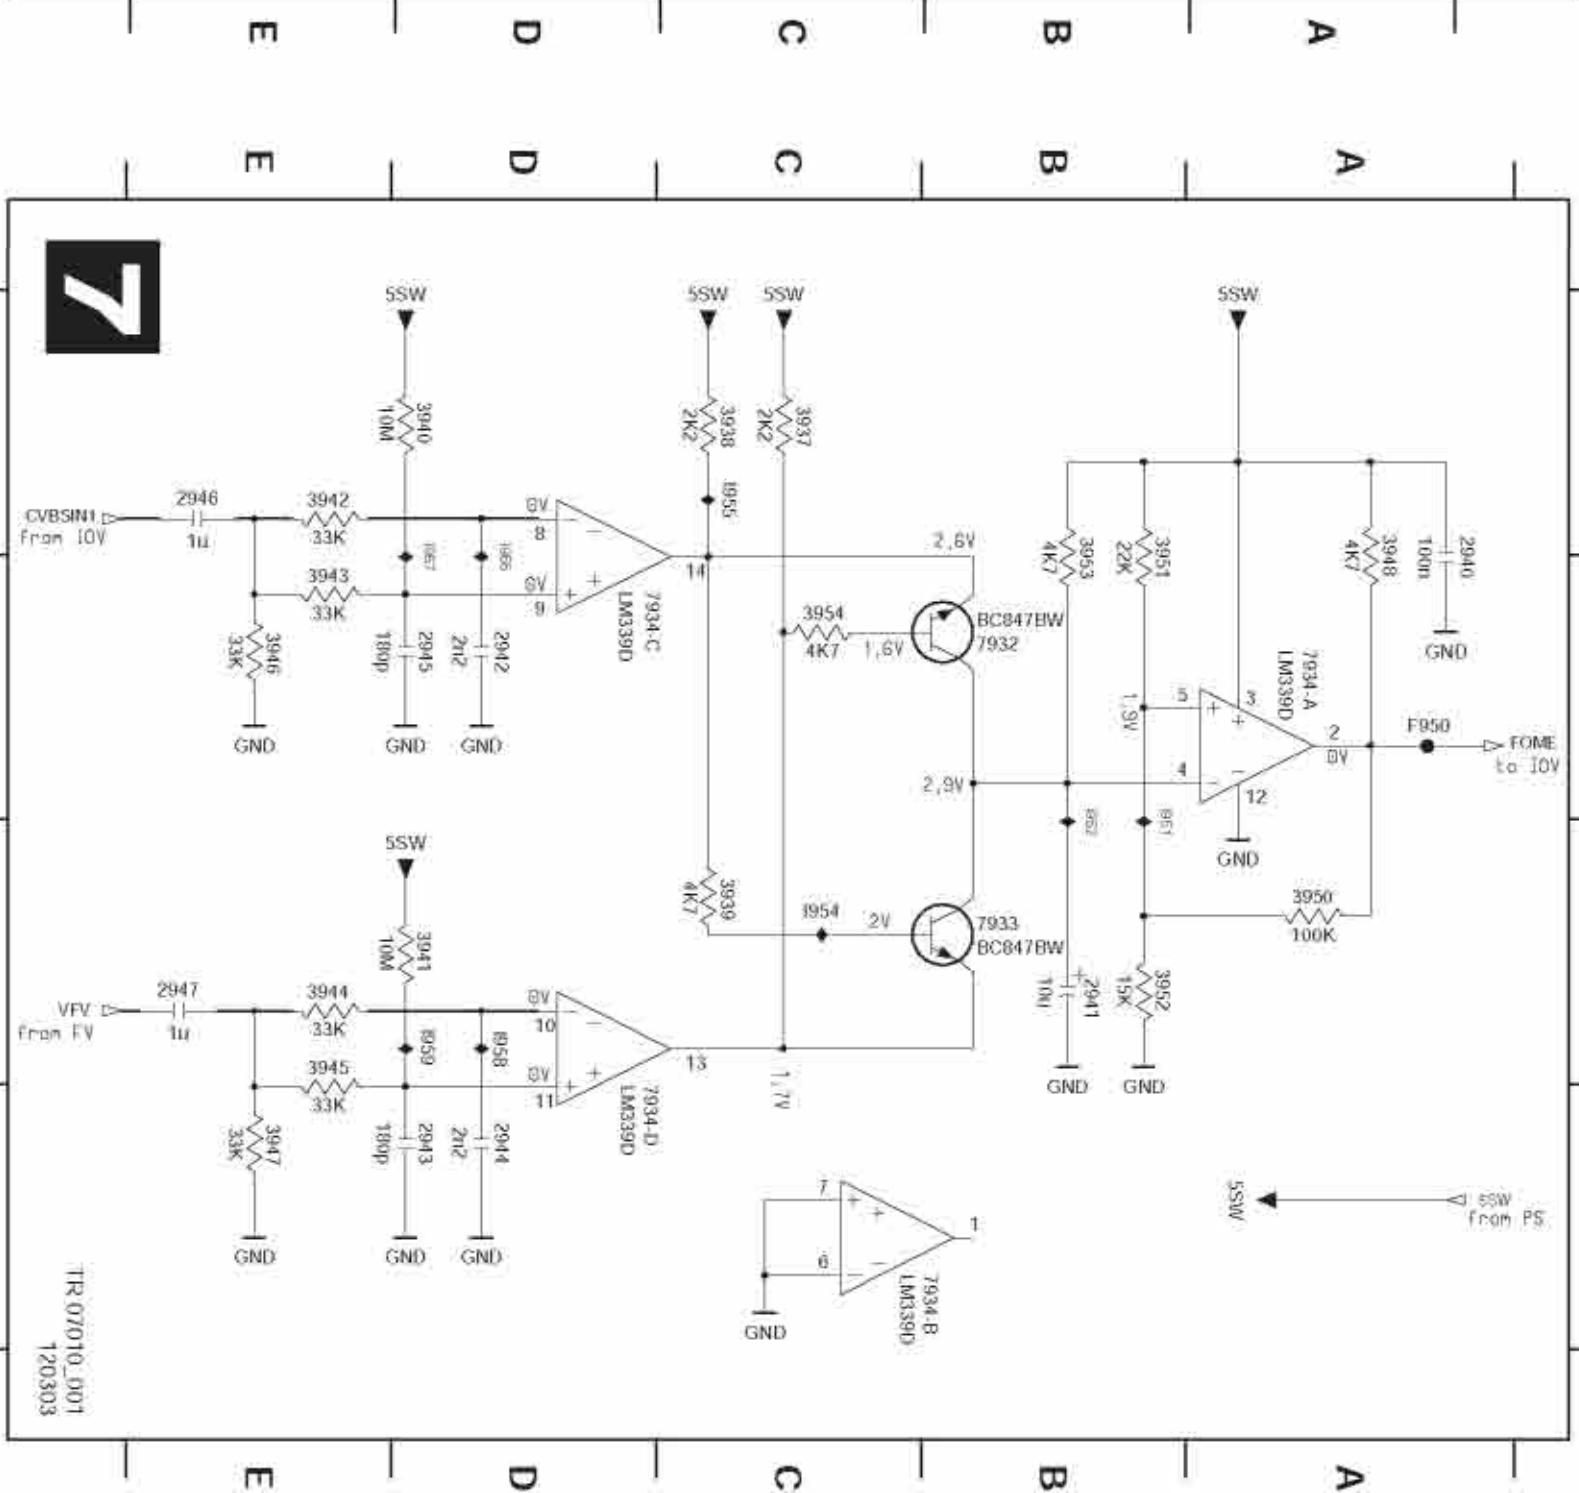 E D C B A
E D C B A
7
5SW
5SW
5SW
5SW
3940
10M
3938
2K2
3937
2K2
I955
CVBSIN1
from IOV
2946
1u
3942
33K
3943
33K
3946
33K
GND
2945
180p
GND
2942
2n2
GND
0V
8
0V
9
7934-C
LM339D
14
2,6V
3954
4K7
1,6V
BC847BW
7932
3953
4K7
3951
22K
3948
4K7
2940
100n
GND
7934-A
LM339D
1,9V
5
3
4
12
2
0V
F950
FOME
to IOV
GND
2,9V
3950
100K
5SW
3941
10M
3939
4K7
I954
2V
7933
BC847BW
2941
10u
GND
3952
15K
GND
VFV
from FV
2947
1u
3944
33K
3945
33K
3947
33K
GND
I959
I958
2943
180p
GND
2944
2n2
GND
0V
10
0V
11
7934-D
LM339D
13
1,7V
7
6
1
7934-B
LM339D
GND
5SW
5SW
from PS
TR 07010_001
120303
E D C B A